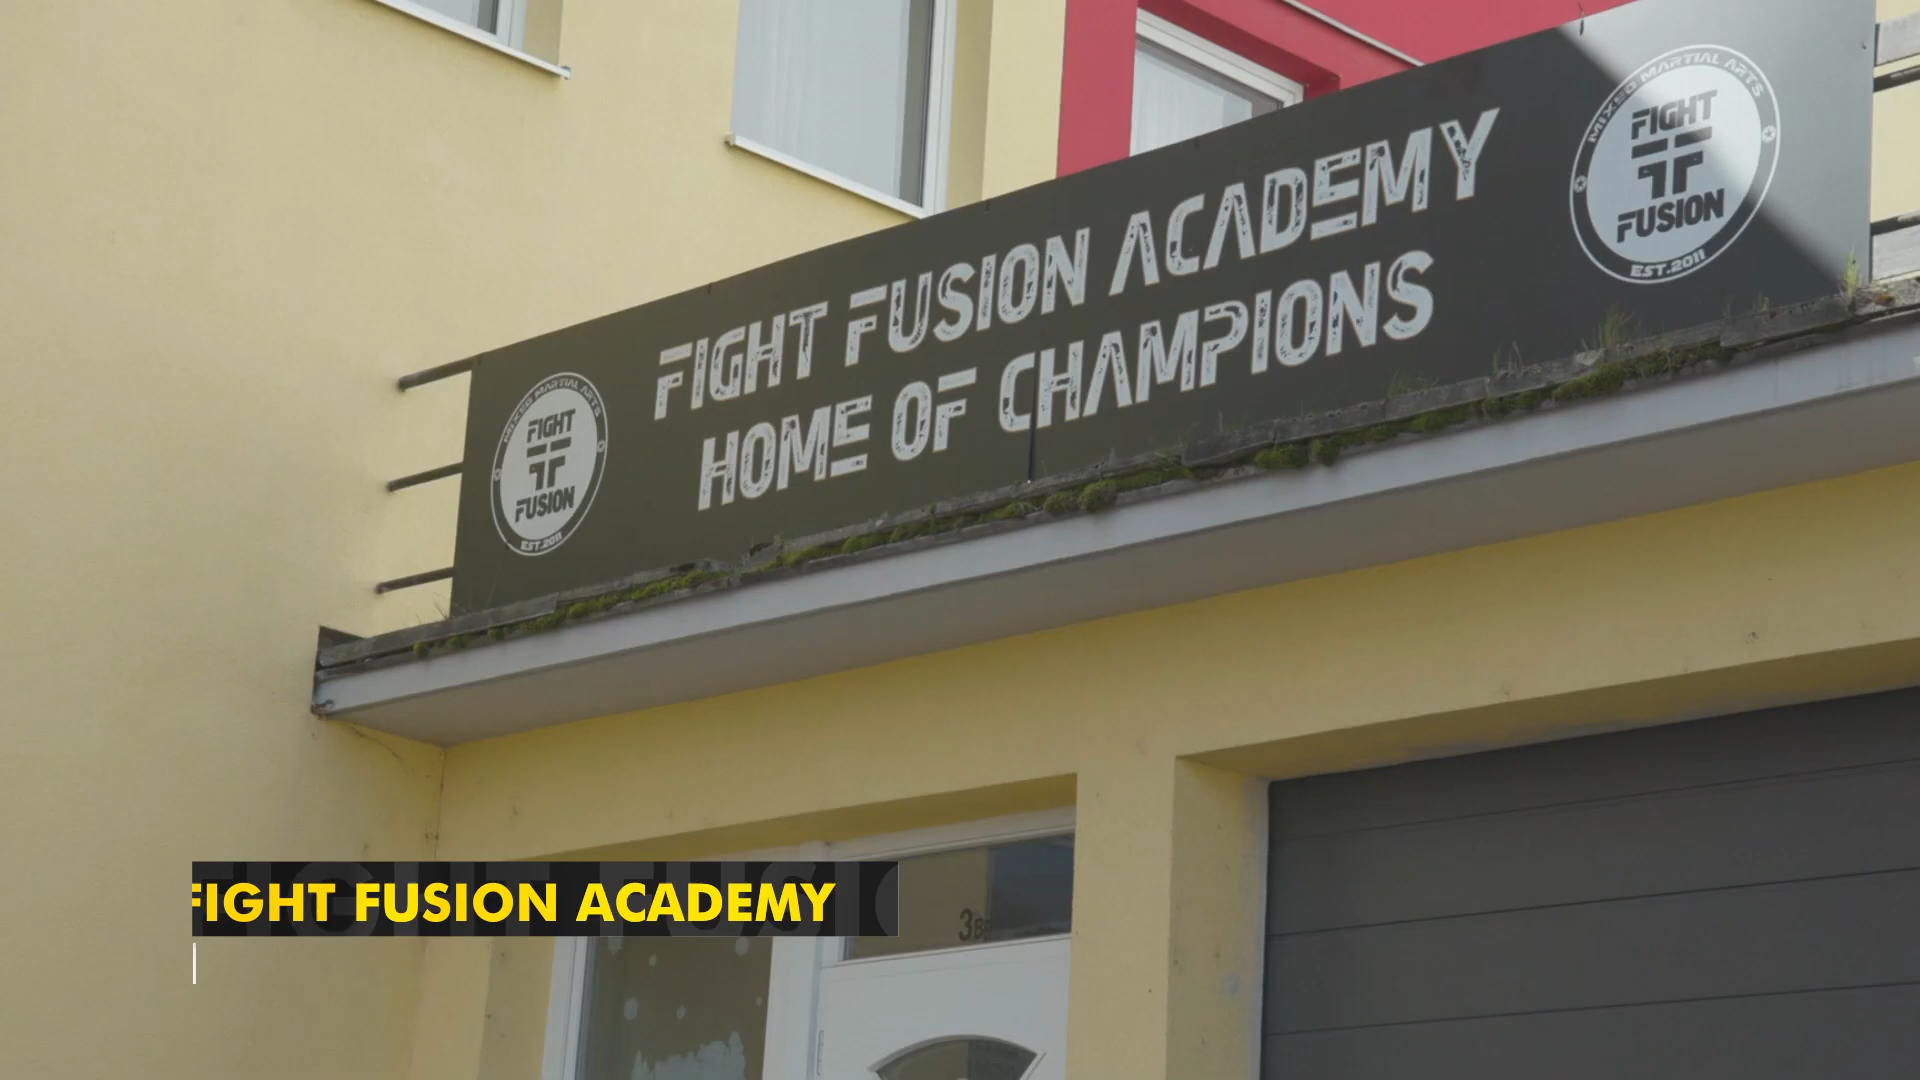 MIXED MARTIAL ARTS
FIGHT
FUSION
EST.2011
FIGHT FUSION ACADEMY
HOME OF CHAMPIONS
MIXED MARTIAL ARTS
FIGHT
FUSION
EST.2011
FIGHT FUSION ACADEMY